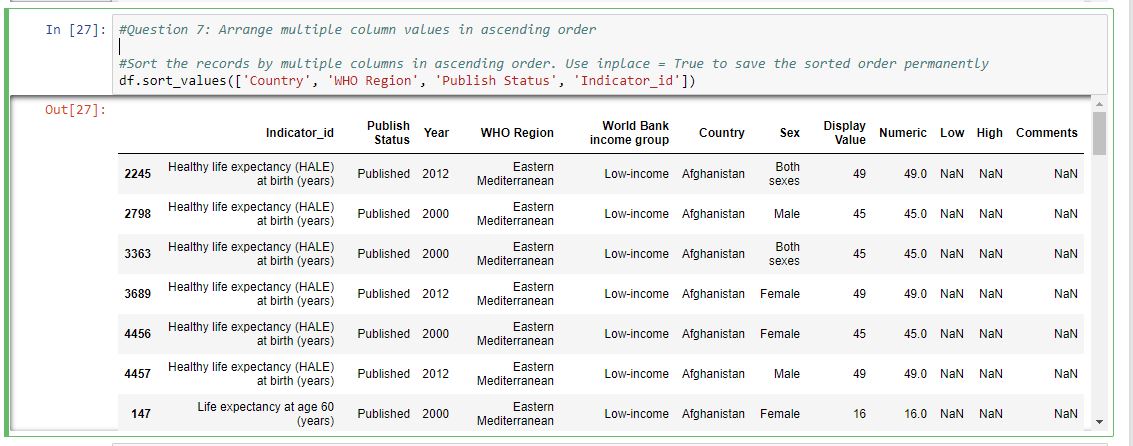 In [27]: #Question 7: Arrange multiple column values in ascending order
#Sort the records by multiple columns in ascending order. Use inplace = True to save the sorted order permanently
df.sort_values(['Country', 'WHO Region', 'Publish Status', 'Indicator_id'])
Out[27]:
Indicator_id Publish Status Year WHO Region World Bank income group Country Sex Display Value Numeric Low High Comments
2245 Healthy life expectancy (HALE) at birth (years) Published 2012 Eastern Mediterranean Low-income Afghanistan Both sexes 49 49.0 NaN NaN NaN
2798 Healthy life expectancy (HALE) at birth (years) Published 2000 Eastern Mediterranean Low-income Afghanistan Male 45 45.0 NaN NaN NaN
3363 Healthy life expectancy (HALE) at birth (years) Published 2000 Eastern Mediterranean Low-income Afghanistan Both sexes 45 45.0 NaN NaN NaN
3689 Healthy life expectancy (HALE) at birth (years) Published 2012 Eastern Mediterranean Low-income Afghanistan Female 49 49.0 NaN NaN NaN
4456 Healthy life expectancy (HALE) at birth (years) Published 2000 Eastern Mediterranean Low-income Afghanistan Female 45 45.0 NaN NaN NaN
4457 Healthy life expectancy (HALE) at birth (years) Published 2012 Eastern Mediterranean Low-income Afghanistan Male 49 49.0 NaN NaN NaN
147 Life expectancy at age 60 (years) Published 2000 Eastern Mediterranean Low-income Afghanistan Female 16 16.0 NaN NaN NaN